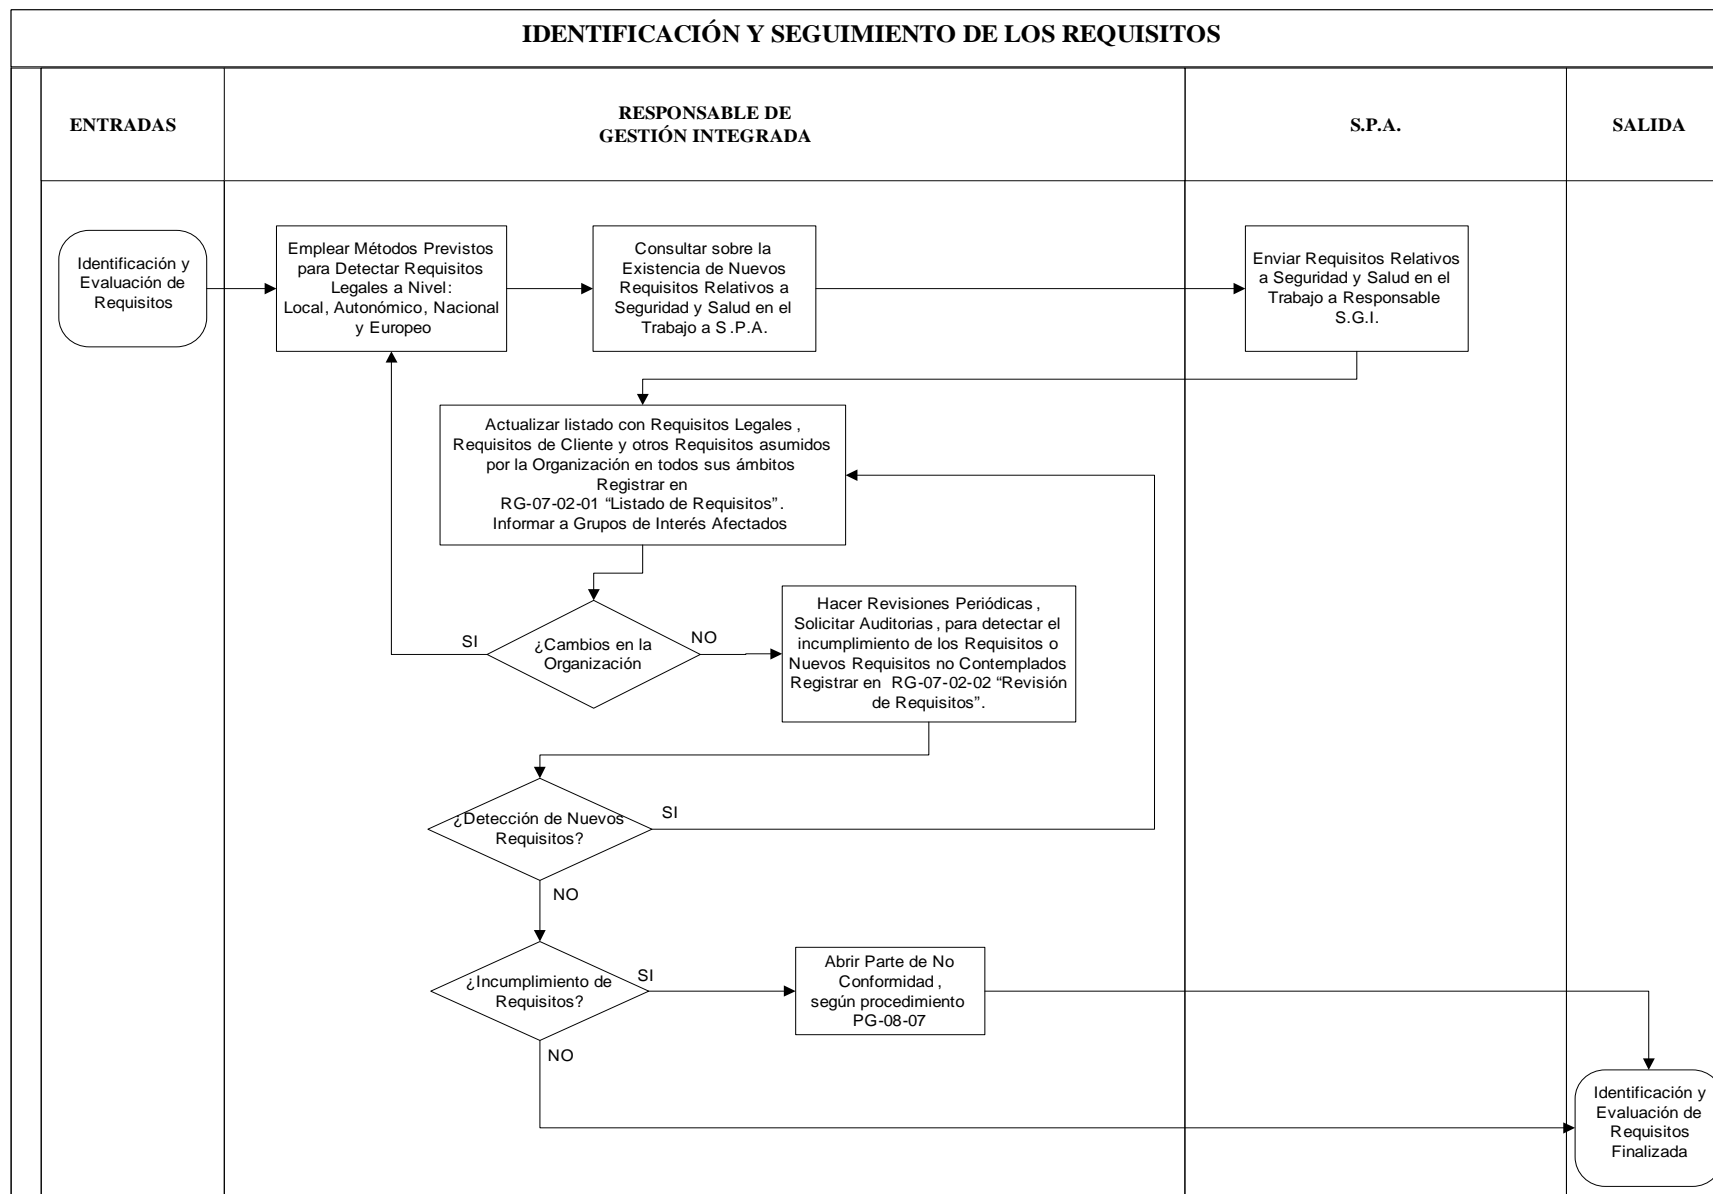 IDENTIFICACIÓN Y SEGUIMIENTO DE LOS REQUISITOS
ENTRADAS
RESPONSABLE DE
GESTIÓN INTEGRADA
S.P.A.
SALIDA
Identificación y
Evaluación de
Requisitos
Emplear Métodos Previstos
para Detectar Requisitos
Legales a Nivel:
Local, Autonómico, Nacional
y Europeo
Consultar sobre la
Existencia de Nuevos
Requisitos Relativos a
Seguridad y Salud en el
Trabajo a S.P.A.
Enviar Requisitos Relativos
a Seguridad y Salud en el
Trabajo a Responsable
S.G.I.
Actualizar listado con Requisitos Legales,
Requisitos de Cliente y otros Requisitos asumidos
por la Organización en todos sus ámbitos
Registrar en
RG-07-02-01 “Listado de Requisitos”.
Informar a Grupos de Interés Afectados
¿Cambios en la
Organización
SI
NO
Hacer Revisiones Periódicas,
Solicitar Auditorias, para detectar el
incumplimiento de los Requisitos o
Nuevos Requisitos no Contemplados
Registrar en RG-07-02-02 “Revisión
de Requisitos”.
¿Detección de Nuevos
Requisitos?
SI
NO
¿Incumplimiento de
Requisitos?
SI
NO
Abrir Parte de No
Conformidad,
según procedimiento
PG-08-07
Identificación y
Evaluación de
Requisitos
Finalizada